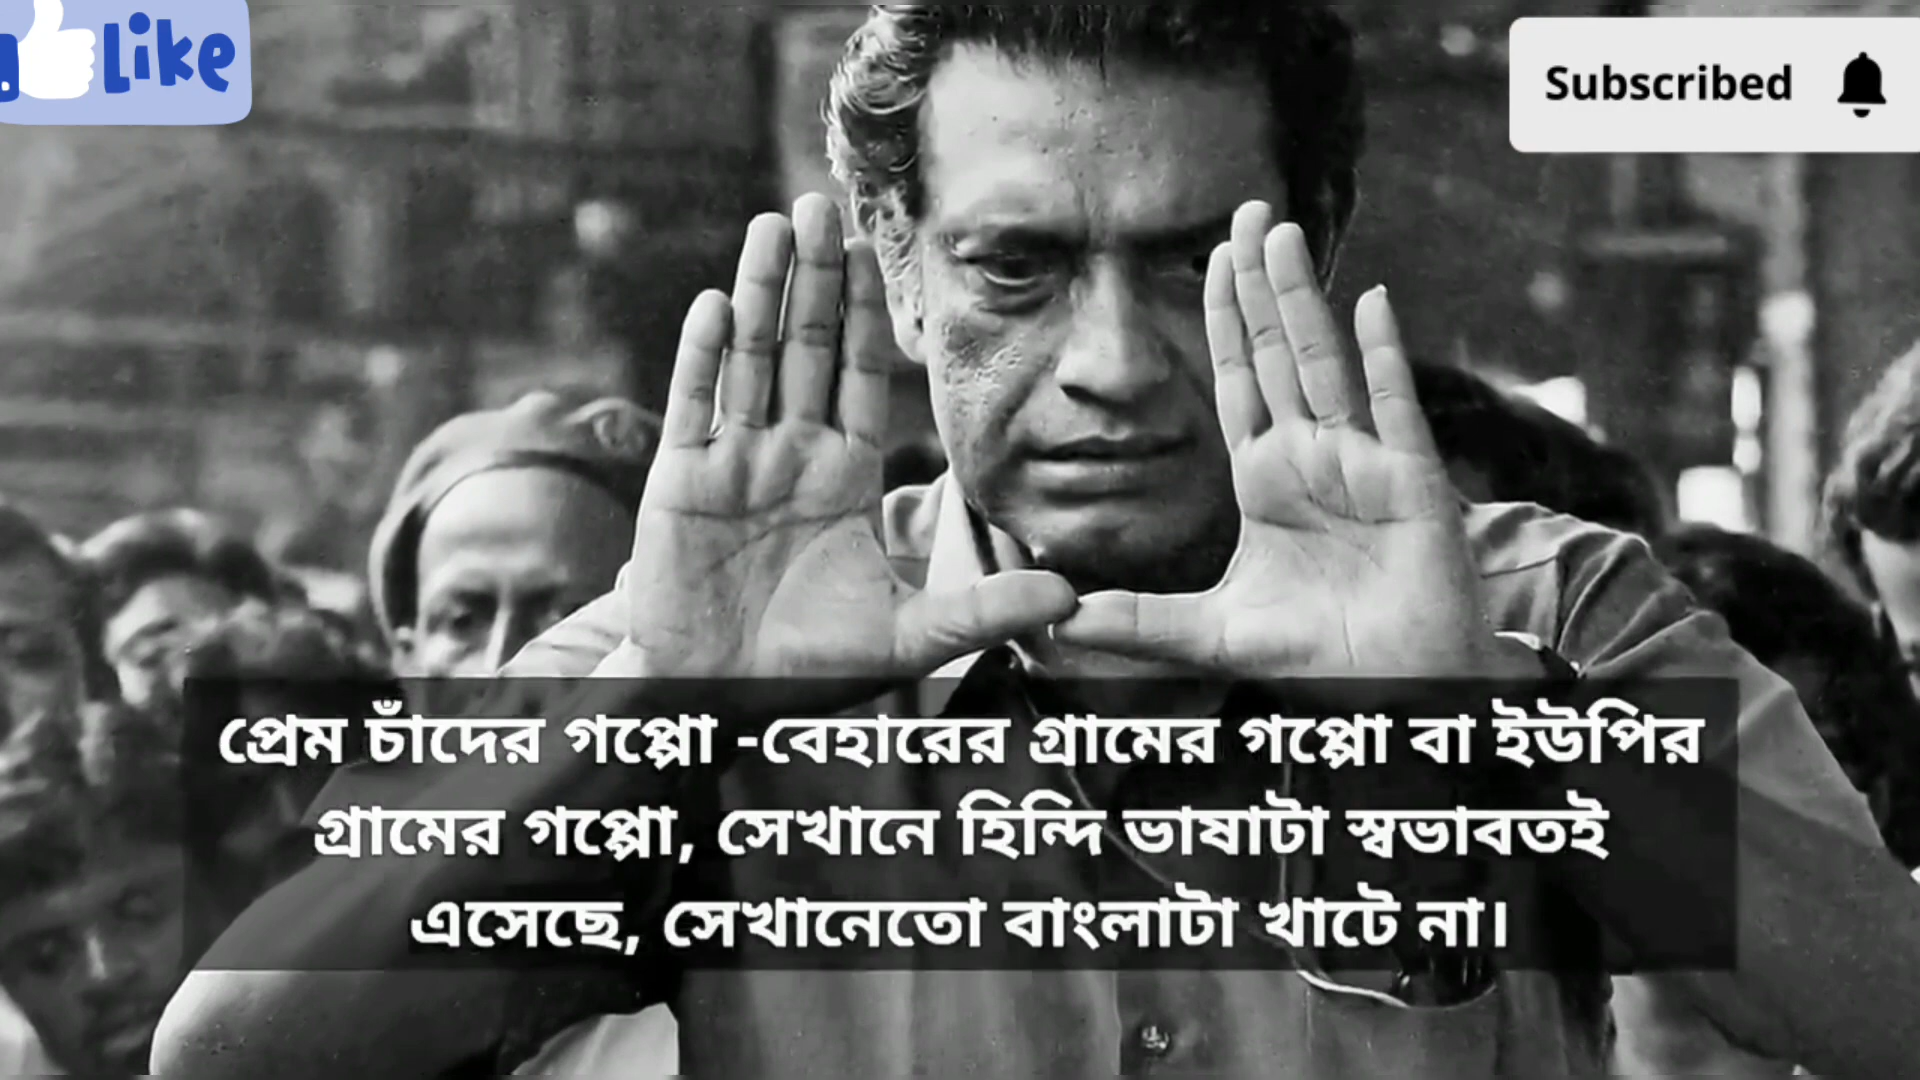 Like
Subscribed
প্রেম চাঁদের গপ্পো -বেহারের গ্রামের গপ্পো বা ইউপির
গ্রামের গপ্পো, সেখানে হিন্দি ভাষাটা স্বভাবতই
এসেছে, সেখানেতো বাংলাটা খাটে না।